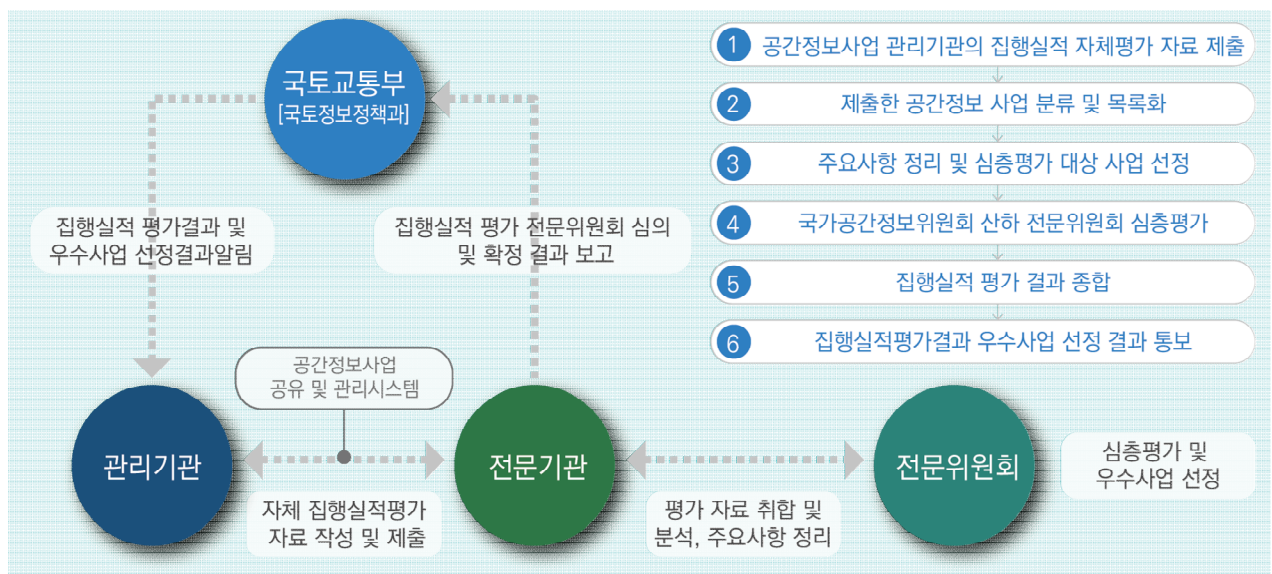 국토교통부
[국토정보정책과]
집행실적 평가결과 및
우수사업 선정결과알림
집행실적 평가 전문위원회 심의
및 확정 결과 보고
1 공간정보사업 관리기관의 집행실적 자체평가 자료 제출
2 제출한 공간정보 사업 분류 및 목록화
3 주요사항 정리 및 심층평가 대상 사업 선정
4 국가공간정보위원회 산하 전문위원회 심층평가
5 집행실적 평가 결과 종합
6 집행실적평가결과 우수사업 선정 결과 통보
공간정보사업
공유 및 관리시스템
관리기관
전문기관
전문위원회
심층평가 및
우수사업 선정
자체 집행실적평가
자료 작성 및 제출
평가 자료 취합 및
분석, 주요사항 정리